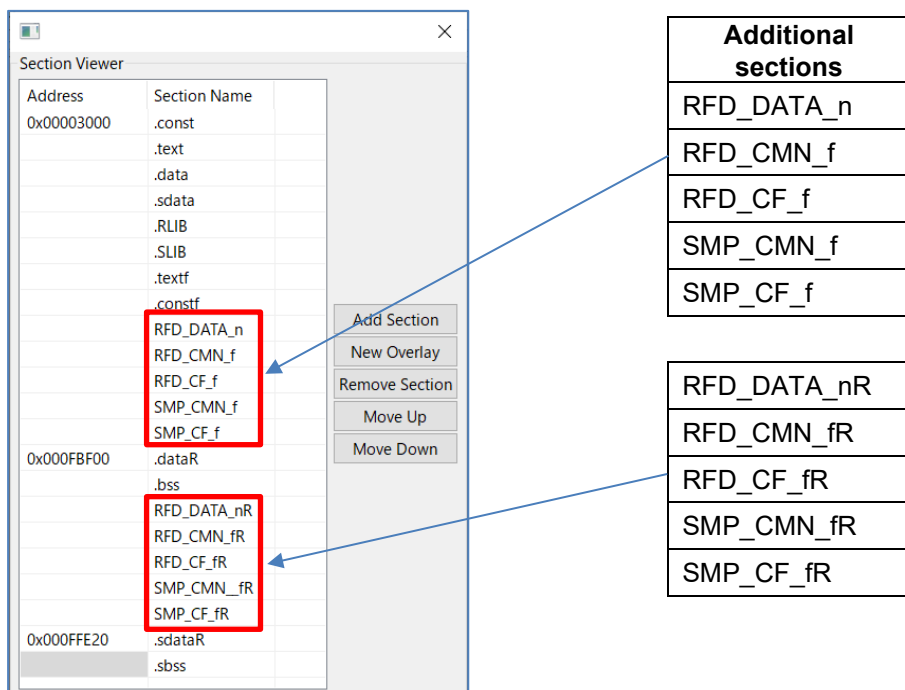 Section Viewer
Address Section Name
0x00003000 .const
.text
.data
.sdata
.RLIB
.SLIB
.textf
.constf
RFD_DATA_n
RFD_CMN_f
RFD_CF_f
SMP_CMN_f
SMP_CF_f
0x000FBF00 .dataR
.bss
RFD_DATA_nR
RFD_CMN_fR
RFD_CF_fR
SMP_CMN__fR
SMP_CF_fR
0x000FFE20 .sdataR
.sbss
Add Section
New Overlay
Remove Section
Move Up
Move Down
Additional
sections
RFD_DATA_n
RFD_CMN_f
RFD_CF_f
SMP_CMN_f
SMP_CF_f
RFD_DATA_nR
RFD_CMN_fR
RFD_CF_fR
SMP_CMN_fR
SMP_CF_fR